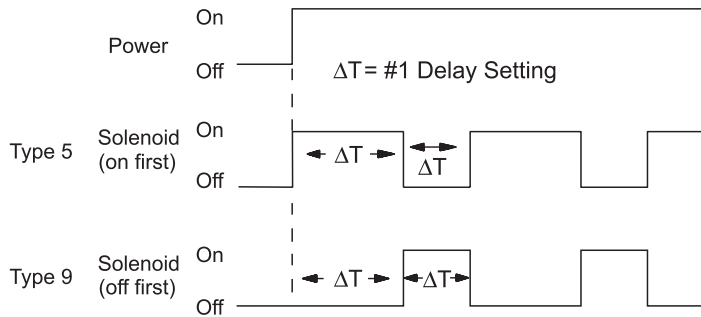 On
Power
Off
ΔT= #1 Delay Setting
On
Type 5 Solenoid
(on first)
ΔT
ΔT
Off
On
Type 9 Solenoid
(off first)
ΔT
ΔT
Off